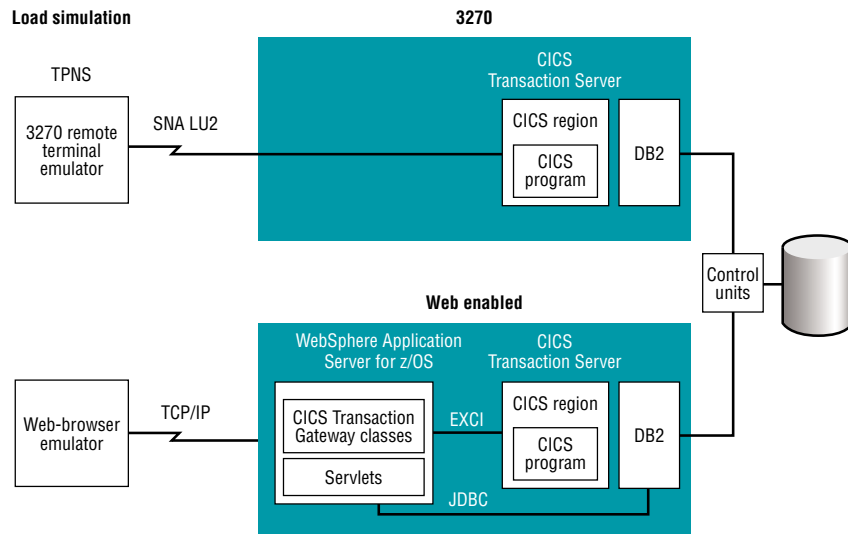 Load simulation
3270
TPNS
3270 remote
terminal
emulator
SNA LU2
CICS
Transaction Server
CICS region
CICS
program
DB2
Control
units
Web enabled
WebSphere Application
Server for z/OS
CICS
Transaction Server
Web-browser
emulator
TCP/IP
CICS Transaction
Gateway classes
Servlets
EXCI
JDBC
CICS region
CICS
program
DB2